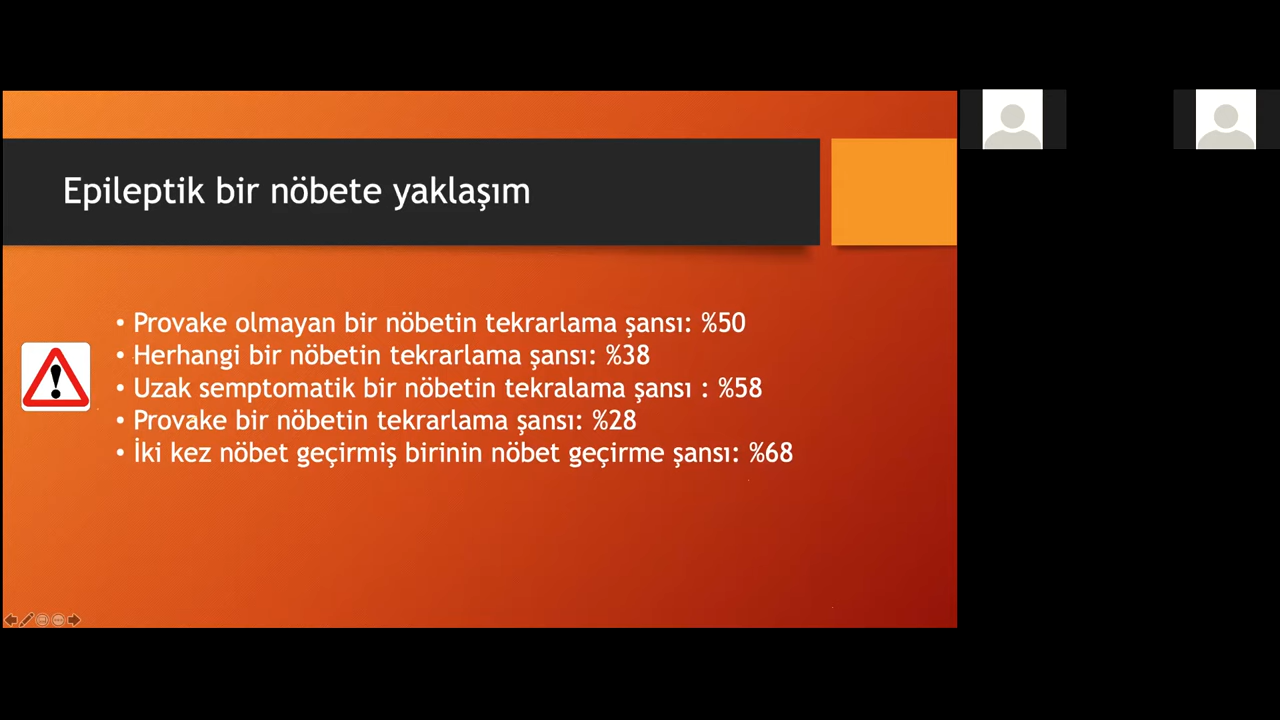 Epileptik bir nöbete yaklaşım
• Provake olmayan bir nöbetin tekrarlama şansı: %50
• Herhangi bir nöbetin tekrarlama şansı: %38
• Uzak semptomatik bir nöbetin tekralama şansı : %58
• Provake bir nöbetin tekrarlama şansı: %28
• İki kez nöbet geçirmiş birinin nöbet geçirme şansı: %68